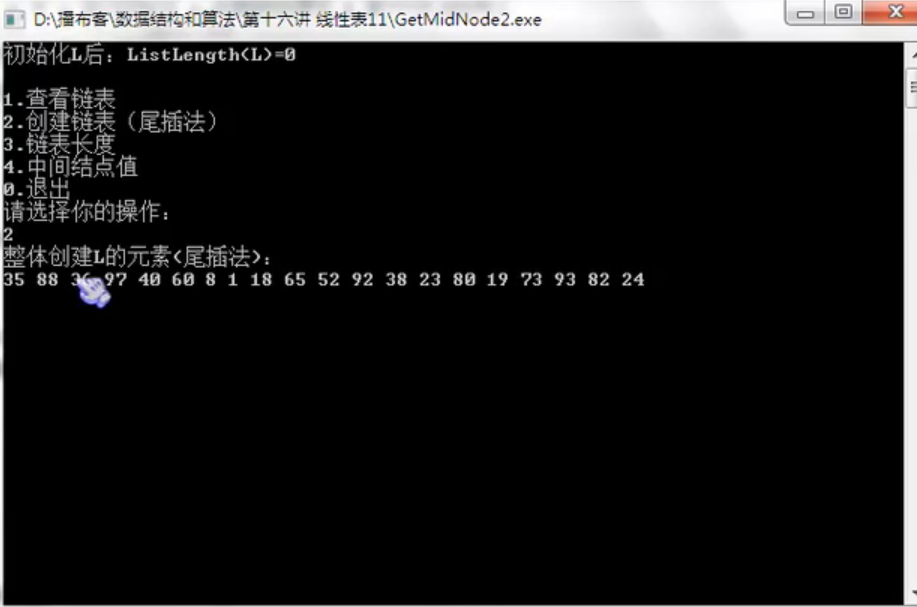 D:\播布客\数据结构和算法\第十六讲 线性表11\GetMidNode2.exe
初始化L后：ListLength(L)=0
1.查看链表
2.创建链表（尾插法）
3.链表长度
4.中间结点值
0.退出
请选择你的操作：
2
整体创建L的元素(尾插法)：
35 88 36 97 40 60 8 1 18 65 52 92 38 23 80 19 73 93 82 24